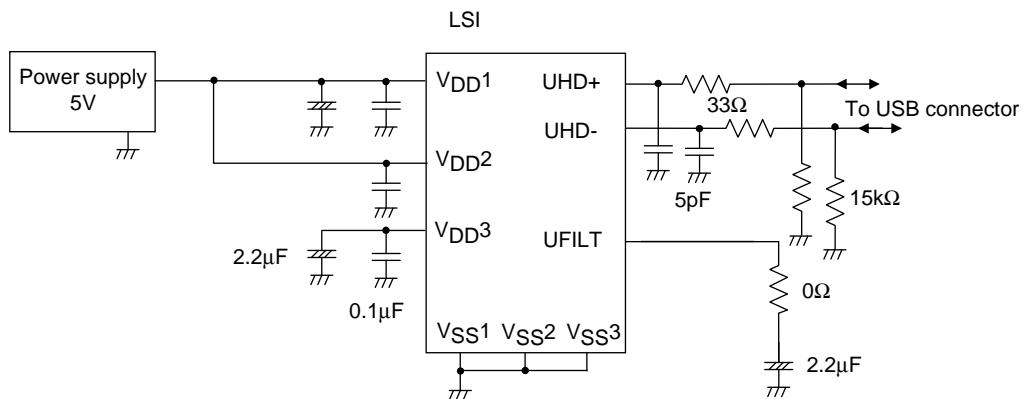 LSI
Power supply
5V
VDD1
UHD+
33Ω
To USB connector
UHD-
VDD2
5pF
15kΩ
VDD3
UFILT
2.2μF
0.1μF
0Ω
VSS1
VSS2
VSS3
2.2μF